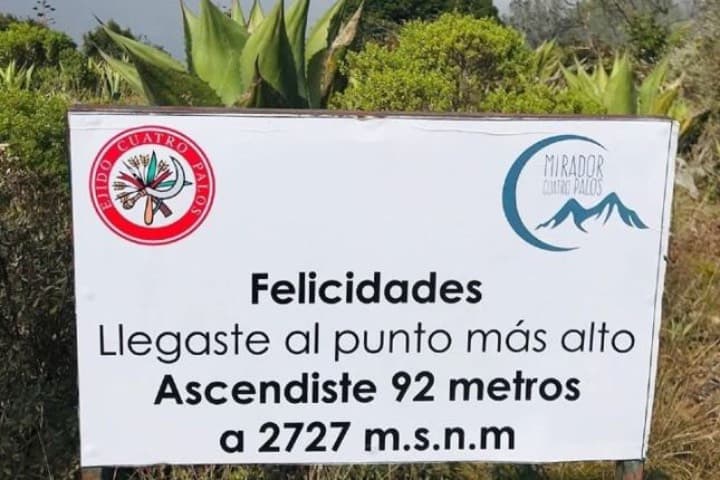 EJIDO CUATRO PALOS
MIRADOR
CUATRO PALOS
Felicidades
Llegaste al punto más alto
Ascendiste 92 metros
a 2727 m.s.n.m